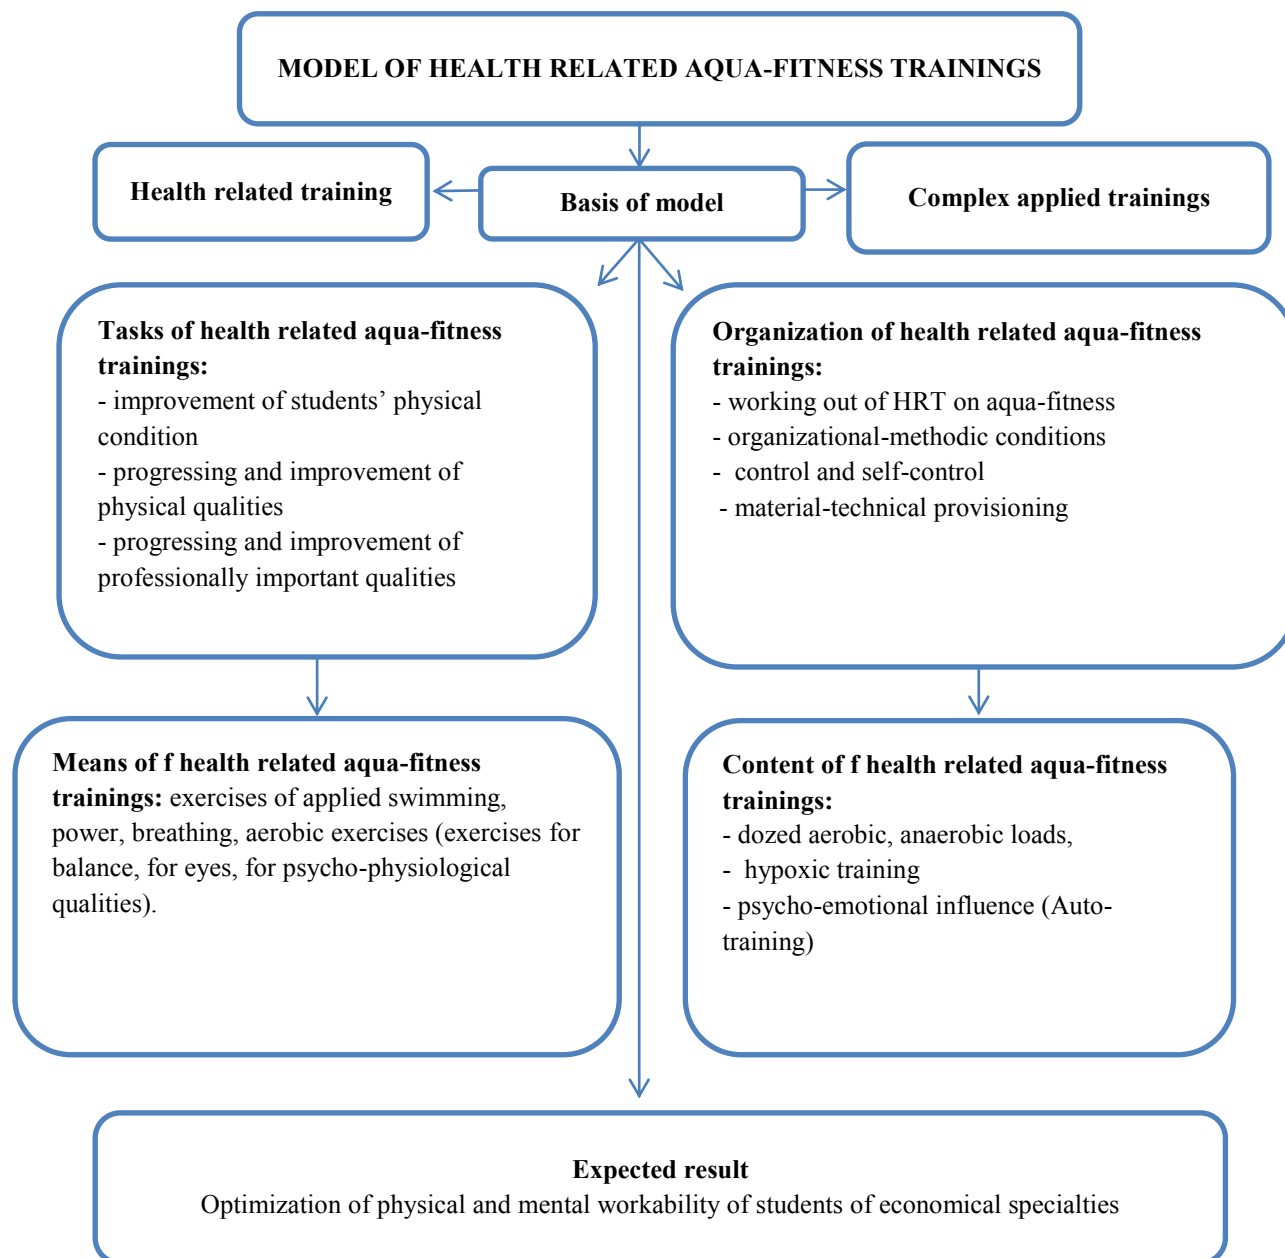 MODEL OF HEALTH RELATED AQUA-FITNESS TRAININGS
Health related training
Basis of model
Complex applied trainings
Tasks of health related aqua-fitness
trainings:
- improvement of students’ physical
condition
- progressing and improvement of
physical qualities
- progressing and improvement of
professionally important qualities
Organization of health related aqua-fitness
trainings:
- working out of HRT on aqua-fitness
- organizational-methodic conditions
- control and self-control
- material-technical provisioning
Means of f health related aqua-fitness
trainings: exercises of applied swimming,
power, breathing, aerobic exercises (exercises for
balance, for eyes, for psycho-physiological
qualities).
Content of f health related aqua-fitness
trainings:
- dozed aerobic, anaerobic loads,
- hypoxic training
- psycho-emotional influence (Auto-
training)
Expected result
Optimization of physical and mental workability of students of economical specialties